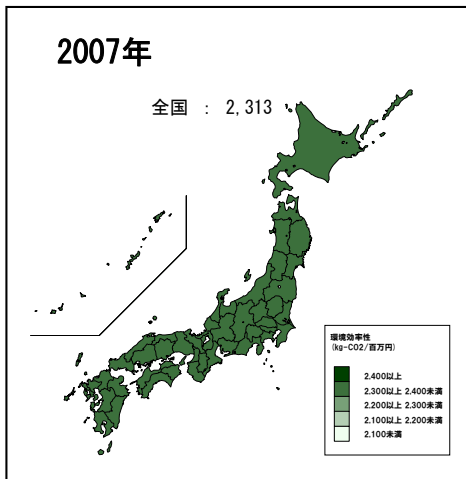 2007年
全国 : 2,313
環境効率性
(kg-CO2/百万円)
2,400以上
2,300以上 2,400未満
2,200以上 2,300未満
2,100以上 2,200未満
2,100未満